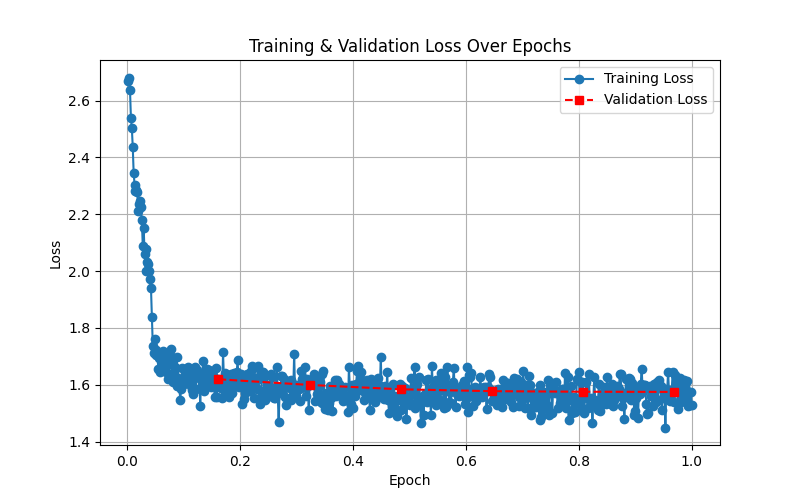 Training & Validation Loss Over Epochs
Training Loss
Validation Loss
Loss
2.6
2.4
2.2
2.0
1.8
1.6
1.4
0.0 0.2 0.4 0.6 0.8 1.0
Epoch